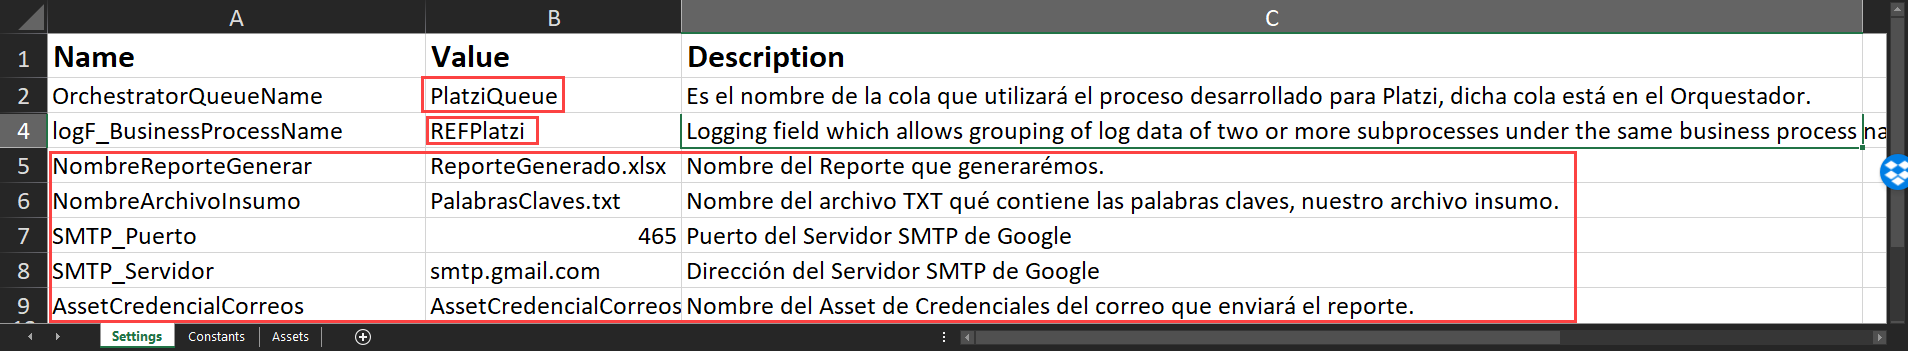 A B C
1 Name Value Description
2 OrchestratorQueueName PlatziQueue Es el nombre de la cola que utilizará el proceso desarrollado para Platzi, dicha cola está en el Orquestador.
4 logF_BusinessProcessName REFPlatzi Logging field which allows grouping of log data of two or more subprocesses under the same business process na
5 NombreReporteGenerar ReporteGenerado.xlsx Nombre del Reporte que generarémos.
6 NombreArchivoInsumo PalabrasClaves.txt Nombre del archivo TXT qué contiene las palabras claves, nuestro archivo insumo.
7 SMTP_Puerto 465 Puerto del Servidor SMTP de Google
8 SMTP_Servidor smtp.gmail.com Dirección del Servidor SMTP de Google
9 AssetCredencialCorreos AssetCredencialCorreos Nombre del Asset de Credenciales del correo que enviará el reporte.
Settings Constants Assets